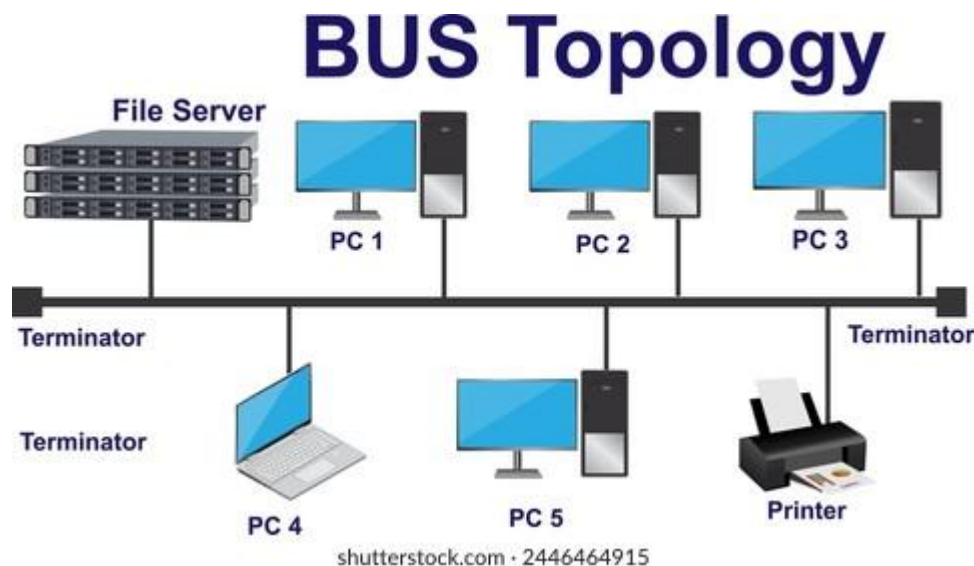 BUS Topology
File Server
PC 1
PC 2
PC 3
Terminator
Terminator
Terminator
PC 4
PC 5
Printer
shutterstock.com · 2446464915